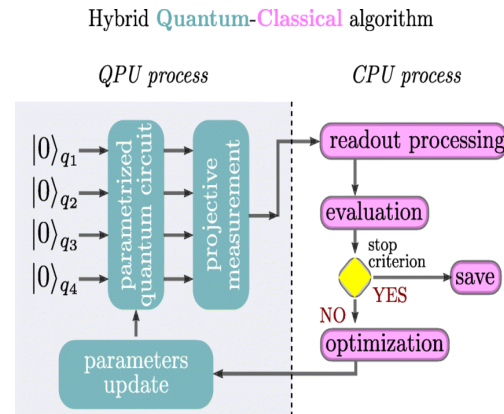 Hybrid Quantum-Classical algorithm
QPU process
CPU process
|0⟩q1
|0⟩q2
|0⟩q3
|0⟩q4
parametrized
quantum circuit
projective
measurement
parameters
update
readout processing
evaluation
stop
criterion
YES
save
NO
optimization